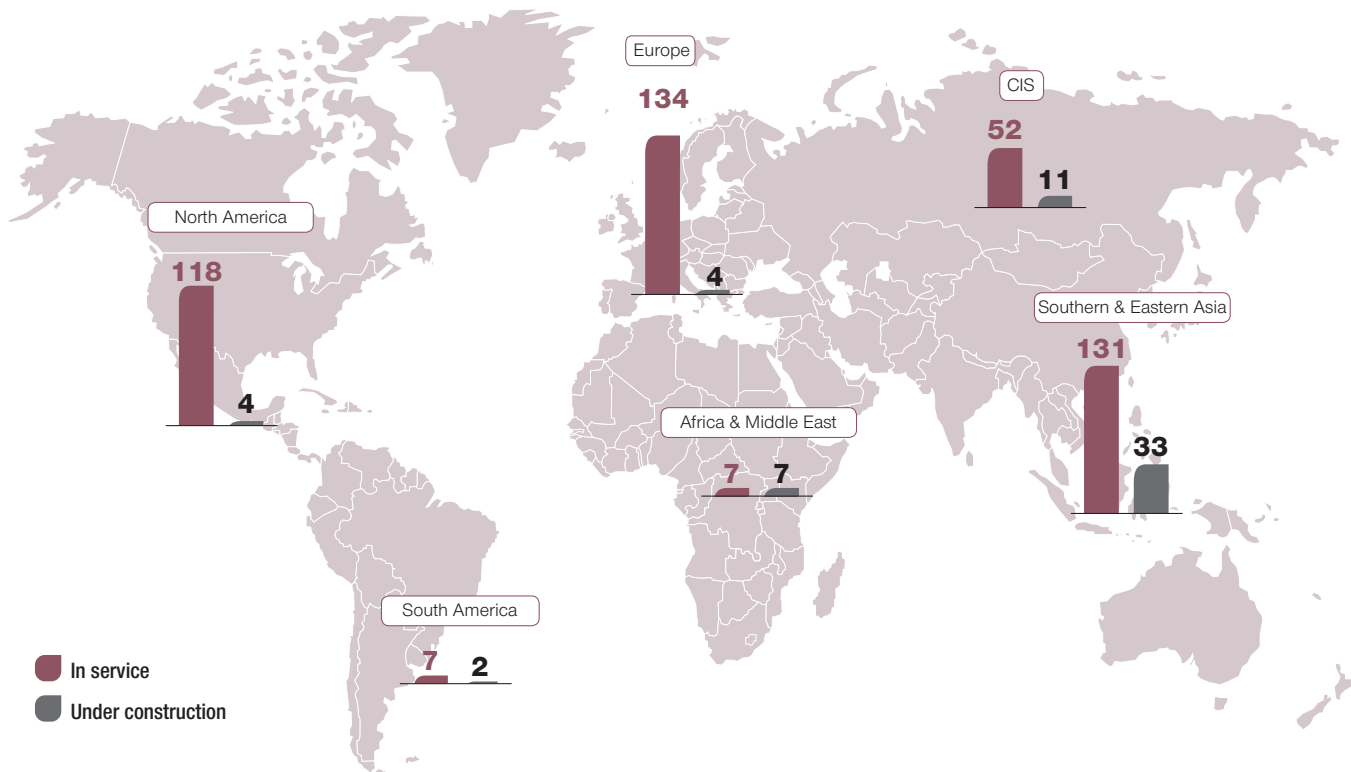 Europe
134
4
CIS
52
11
North America
118
4
Southern & Eastern Asia
131
33
Africa & Middle East
7
7
South America
7
2
In service
Under construction